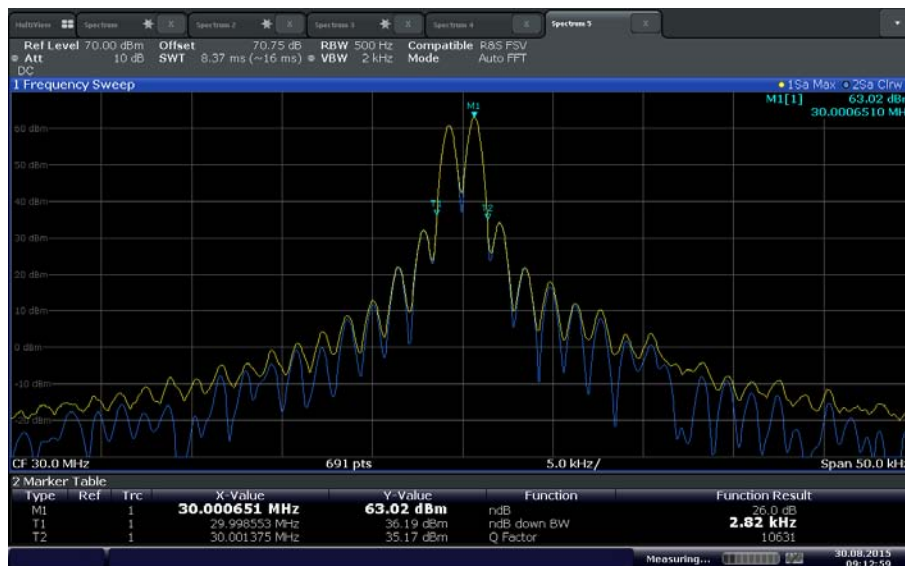 MultiView Spectrum X Spectrum 2 X Spectrum 3 X Spectrum 4 X Spectrum 5 X
Ref Level 70.00 dBm Offset 70.75 dB RBW 500 Hz Compatible R&S FSV
Att 10 dB SWT 8.37 ms (~16 ms) VBW 2 kHz Mode Auto FFT
DC
1 Frequency Sweep 1Sa Max 2Sa Clrw
M1[1] 63.02 dBm
30.0006510 MH
M1
60 dBm
50 dBm
40 dBm
T1 T2
30 dBm
20 dBm
10 dBm
0 dBm
-10 dBm
-20 dBm
CF 30.0 MHz 691 pts 5.0 kHz/ Span 50.0 kHz
2 Marker Table
Type Ref Trc X-Value Y-Value Function Function Result
M1 1 30.000651 MHz 63.02 dBm ndB 26.0 dB
T1 1 29.998553 MHz 36.19 dBm ndB down BW 2.82 kHz
T2 1 30.001375 MHz 35.17 dBm Q Factor 10631
Measuring... 30.08.2015
09:12:59